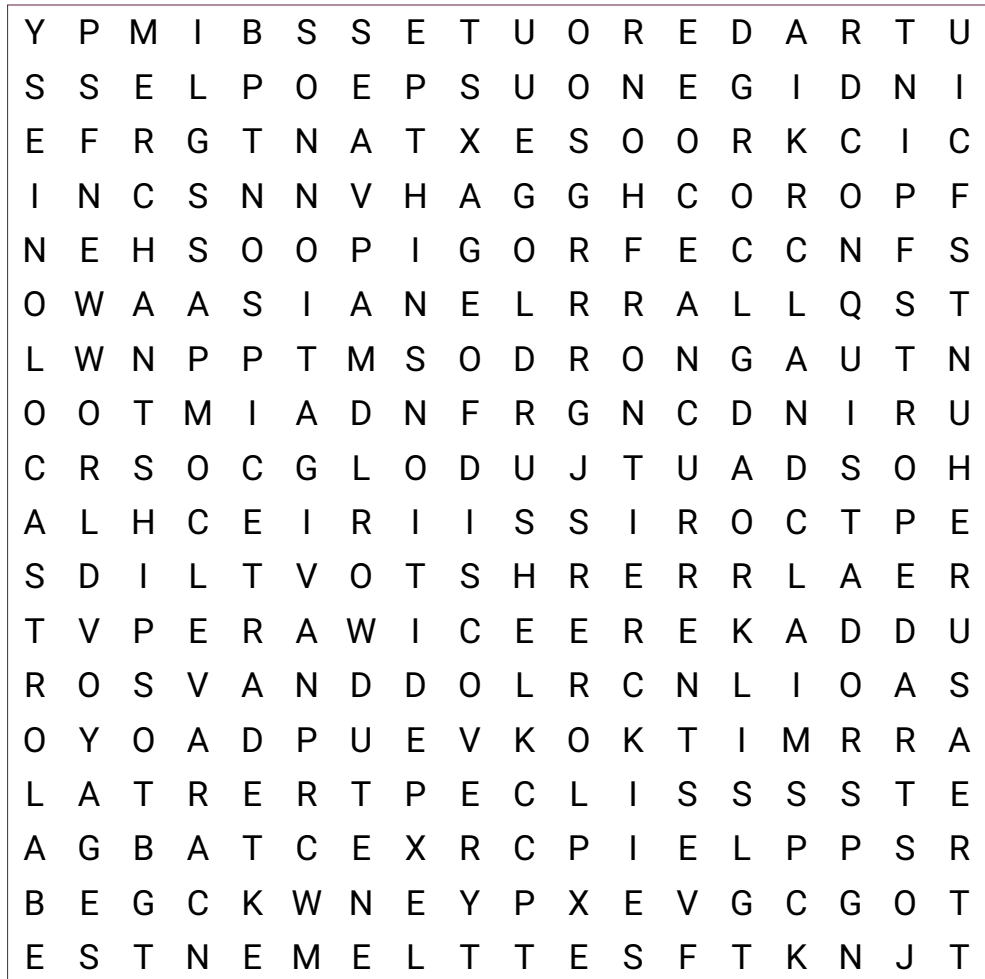 Y P M I B S S E T U O R E D A R T U
S S E L P O E P S U O N E G I D N I
E F R G T N A T X E S O O R K C I C
I N C S N N V H A G G H C O R O P F
N E H S O O P I G O R F E C C N F S
O W A A S I A N E L R R A L L Q S T
L W N P P T M S O D R O N G A U T N
O O T M I A D N F R G N C D N I R U
C R S O C G L O D U J T U A D S O H
A L H C E I R I I S S I R O C T P E
S D I L T V O T S H R E R R L A E R
T V P E R A W I C E E R E K A D D U
R O S V A N D D O L R C N L I O A S
O Y O A D P U E V K O K T I M R R A
L A T R E R T P E C L I S S S S T E
A G B A T C E X R C P I E L P P S R
B E G C K W N E Y P X E V G C G O T
E S T N E M E L T T E S F T K N J T